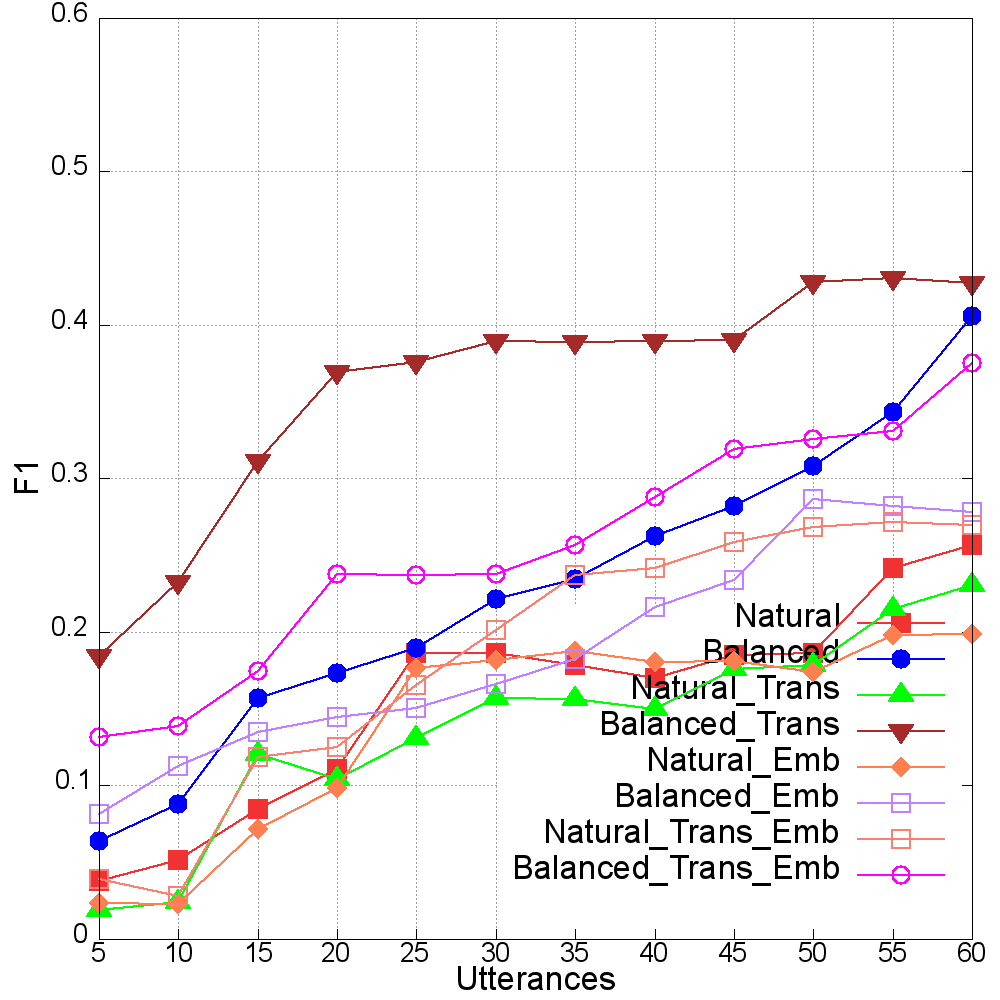 0.6
0.5
0.4
0.3
0.2
0.1
0
F1
Natural
Balanced
Natural_Trans
Balanced_Trans
Natural_Emb
Balanced_Emb
Natural_Trans_Emb
Balanced_Trans_Emb
5 10 15 20 25 30 35 40 45 50 55 60
Utterances